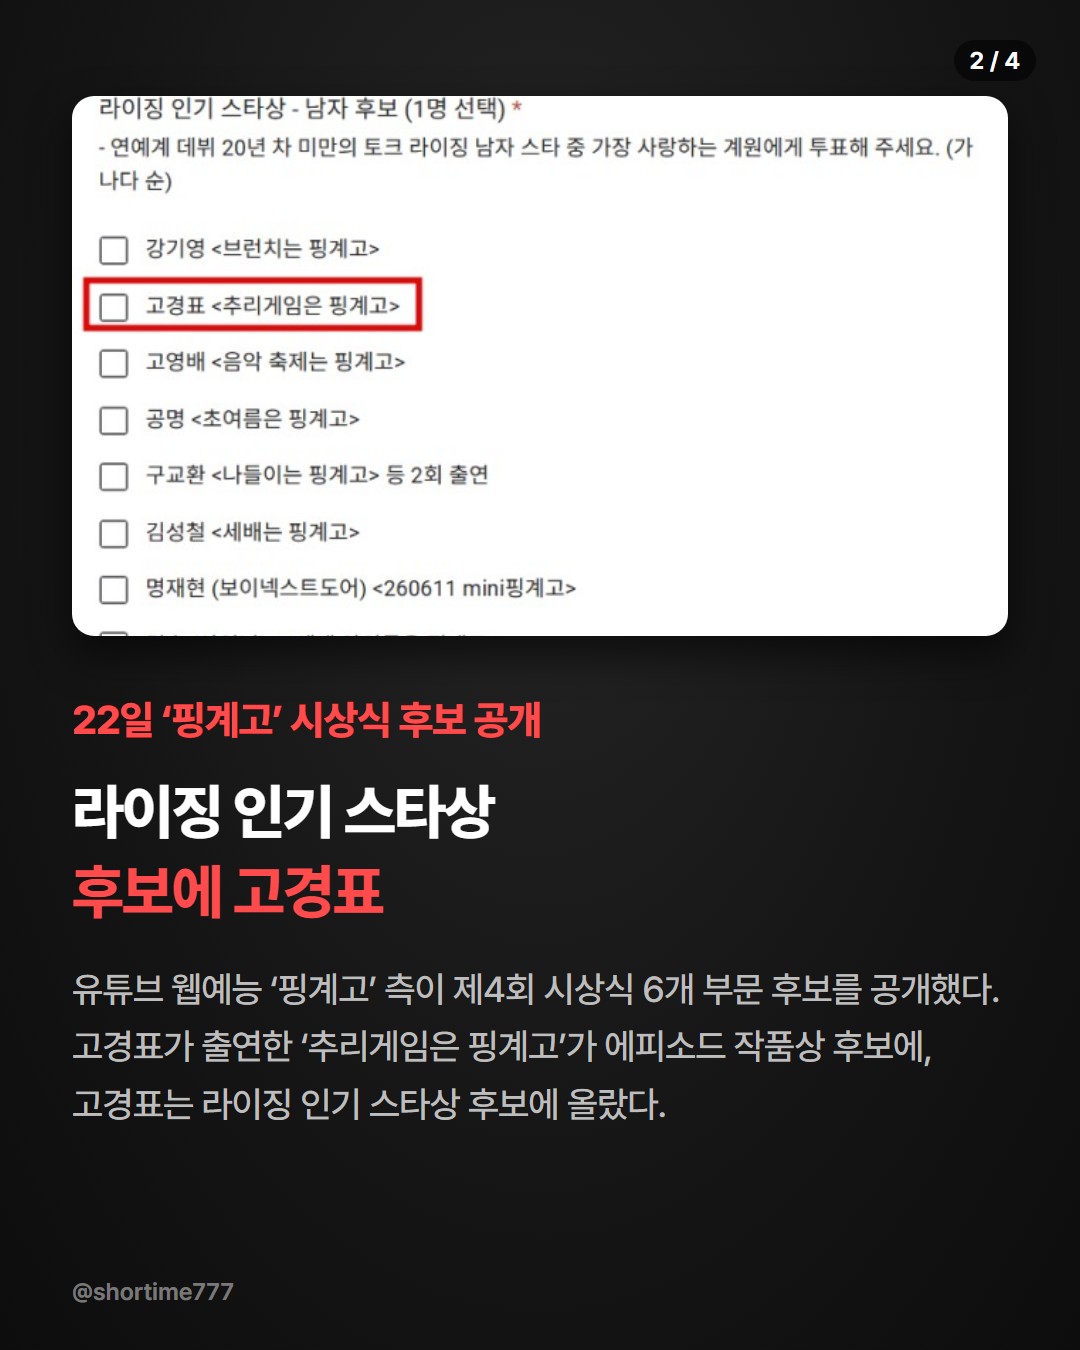 2 / 4
라이징 인기 스타상 - 남자 후보 (1명 선택) *
- 연예계 데뷔 20년 차 미만의 토크 라이징 남자 스타 중 가장 사랑하는 계원에게 투표해 주세요. (가
나다 순)
강기영 <브런치는 핑계고>
고경표 <추리게임은 핑계고>
고영배 <음악 축제는 핑계고>
공명 <초여름은 핑계고>
구교환 <나들이는 핑계고> 등 2회 출연
김성철 <세배는 핑계고>
명재현 (보이넥스트도어) <260611 mini핑계고>
22일 ‘핑계고’ 시상식 후보 공개
라이징 인기 스타상
후보에 고경표
유튜브 웹예능 ‘핑계고’ 측이 제4회 시상식 6개 부문 후보를 공개했다.
고경표가 출연한 ‘추리게임은 핑계고’가 에피소드 작품상 후보에,
고경표는 라이징 인기 스타상 후보에 올랐다.
@shortime777